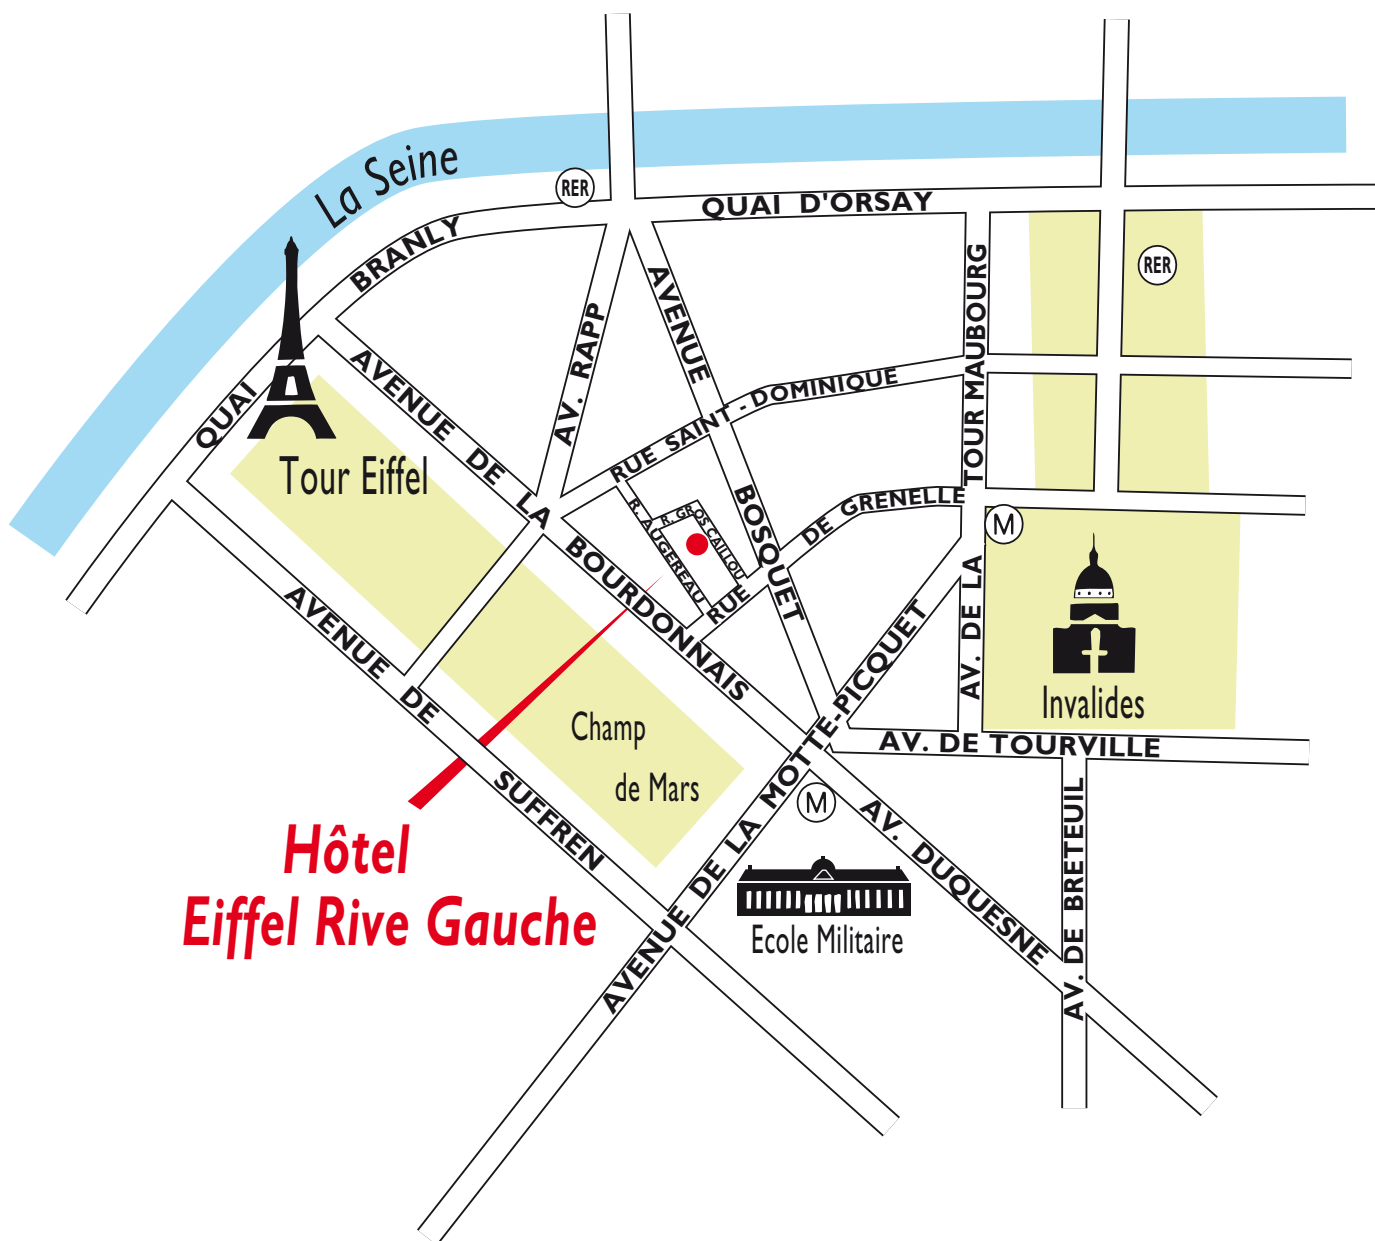 La Seine
RER
QUAI D'ORSAY
QUAI BRANLY
RER
AVENUE BOSQUET
AV. RAPP
AV. DE LA TOUR MAUBOURG
AVENUE DE LA BOURDONNAIS
RUE SAINT-DOMINIQUE
Tour Eiffel
R. AUGEREAU
R. GROS CAILLOU
RUE DE GRENELLE
M
AVENUE DE SUFFREN
Invalides
Champ
de Mars
AV. DE TOURVILLE
AVENUE DE LA MOTTE-PICQUET
M
AV. DUQUESNE
AV. DE BRETEUIL
Hôtel
Eiffel Rive Gauche
Ecole Militaire